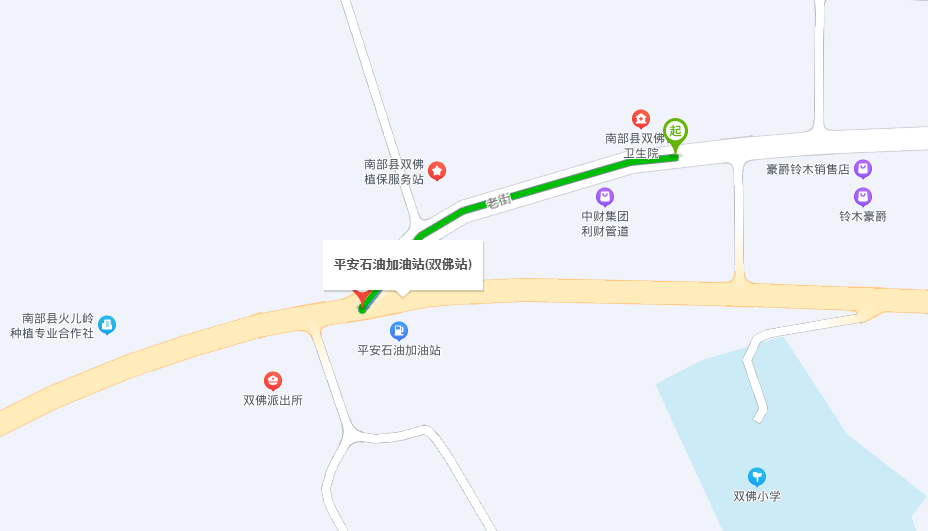 起
南部县双佛
卫生院
南部县双佛
植保服务站
豪爵铃木销售店
老街
中财集团
利财管道
铃木豪爵
平安石油加油站(双佛站)
南部县火儿岭
种植专业合作社
平安石油加油站
双佛派出所
双佛小学